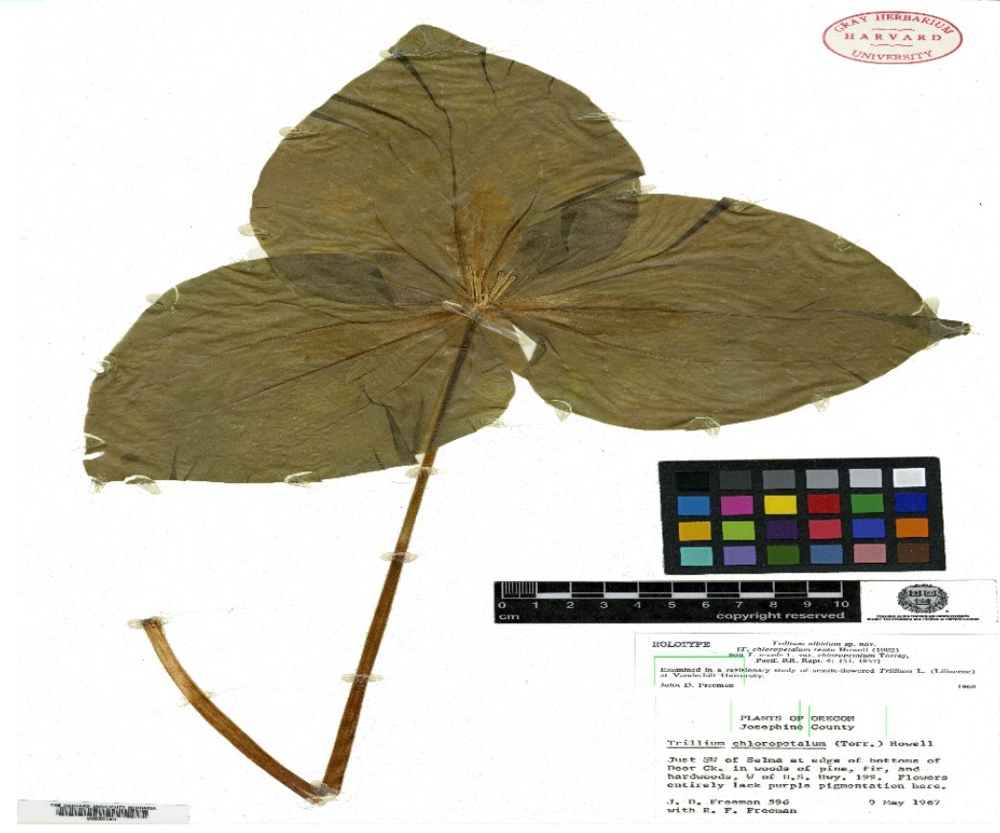 GRAY HERBARIUM
HARVARD
UNIVERSITY
0 1 2 3 4 5 6 7 8 9 10
cm copyright reserved
HOLOTYPE Trillium albidum sp. nov.
[T. chloropetalum sensu Howell (1902)
non T. sessile L. var. chloropetalum Torrey,
Pacif. RR. Rept. 4: 151. 1857]
Examined in a revisionary study of sessile-flowered Trillium L. (Liliaceae)
at Vanderbilt University.
John D. Freeman 1968
PLANTS OF OREGON
Josephine County
Trillium chloropetalum (Torr.) Howell
Just SW of Selma at edge of bottoms of
Deer Ck. in woods of pine, fir, and
hardwoods, W of U.S. Hwy. 199. Flowers
entirely lack purple pigmentation here.
J. D. Freeman 596 9 May 1967
with R. F. Freeman